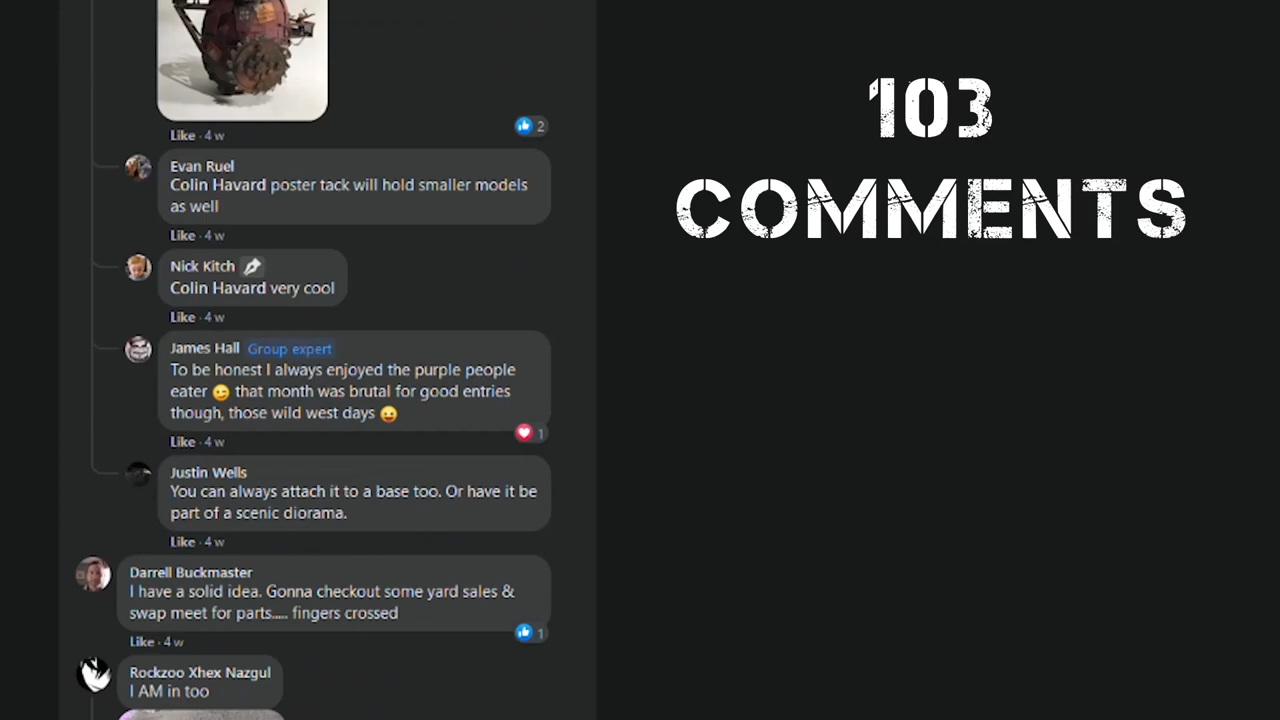 Like · 4 w
2
Evan Ruel
Colin Havard poster tack will hold smaller models
as well
Like · 4 w
Nick Kitch
Colin Havard very cool
Like · 4 w
James Hall Group expert
To be honest I always enjoyed the purple people
eater 😉 that month was brutal for good entries
though, those wild west days 😛
1
Like · 4 w
Justin Wells
You can always attach it to a base too. Or have it be
part of a scenic diorama.
Like · 4 w
Darrell Buckmaster
I have a solid idea. Gonna checkout some yard sales &
swap meet for parts..... fingers crossed
1
Like · 4 w
Rockzoo Xhex Nazgul
I AM in too
103
COMMENTS